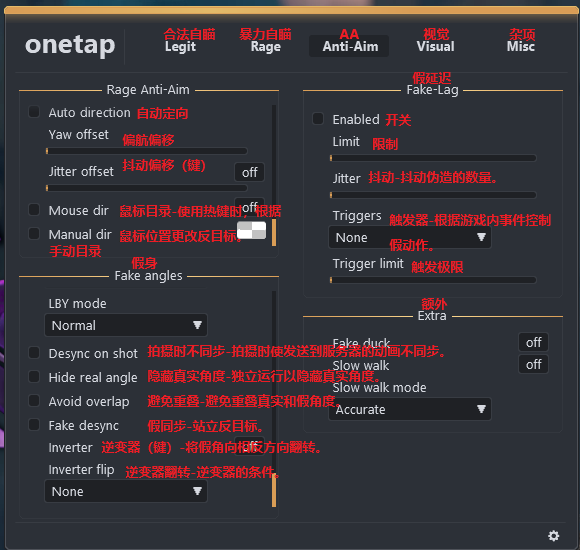 onetap
合法自瞄 暴力自瞄 AA 视觉 杂项
Legit Rage Anti-Aim Visual Misc
Rage Anti-Aim
Auto direction 自动定向
Yaw offset 偏航偏移
Jitter offset 抖动偏移（键） off
Mouse dir 鼠标目录-使用热键时，根据 off
Manual dir 鼠标位置更改反目标。
手动目录
假身
Fake angles
LBY mode
Normal
Desync on shot 拍摄时不同步-拍摄时使发送到服务器的动画不同步。
Hide real angle 隐藏真实角度-独立运行以隐藏真实角度。
Avoid overlap 避免重叠-避免重叠真实和假角度。
Fake desync 假同步-站立反目标。
Inverter 逆变器（键）-将假角向相反方向翻转。 off
Inverter flip 逆变器翻转-逆变器的条件。
None
假延迟
Fake-Lag
Enabled 开关
Limit 限制
Jitter 抖动-抖动伪造的数量。
Triggers 触发器-根据游戏内事件控制
None 假动作。
Trigger limit 触发极限
额外
Extra
Fake duck off
Slow walk off
Slow walk mode
Accurate